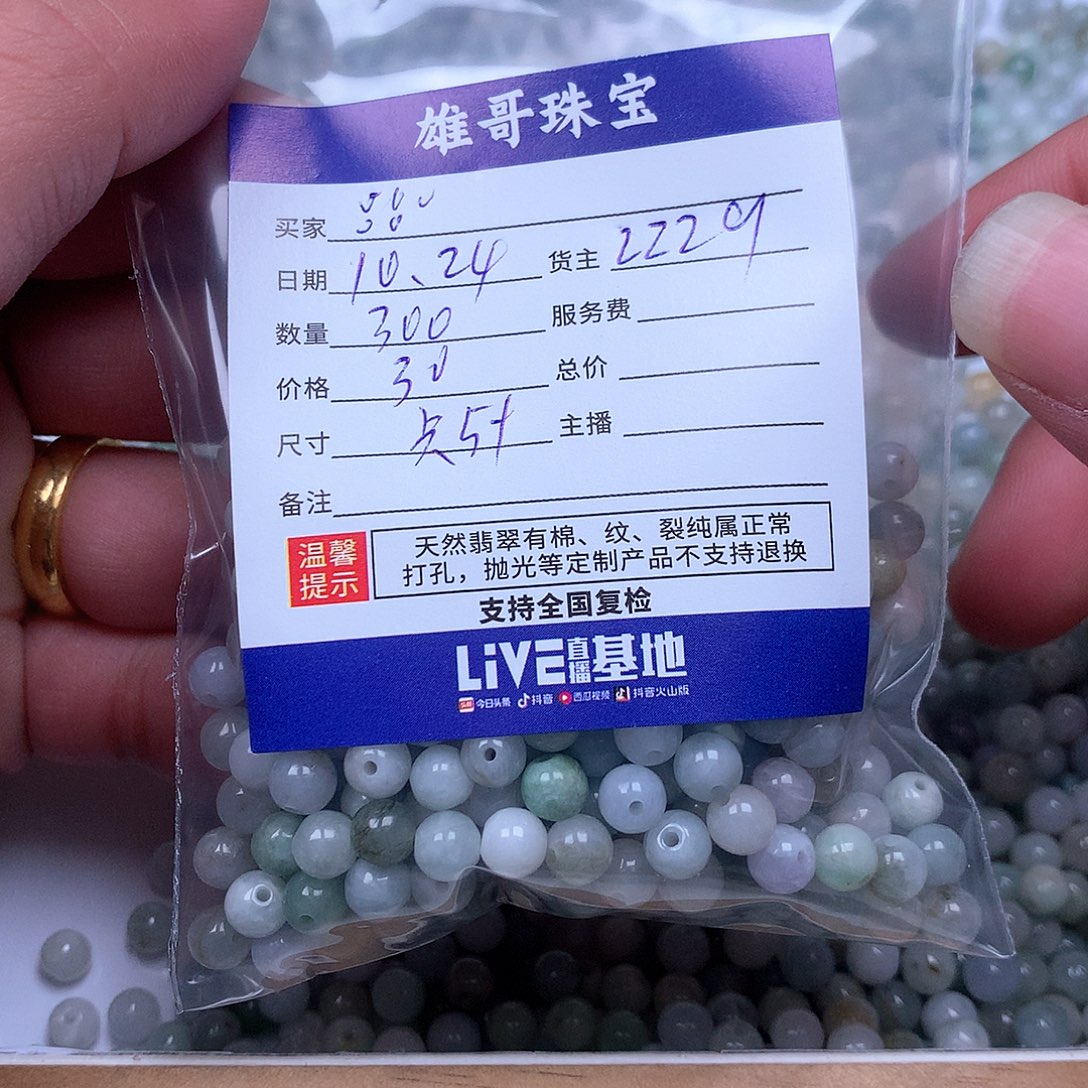 雄哥珠宝
买家
日期 10、24 货主 2229
数量 300 服务费
价格 30 总价
尺寸 5+ 主播
备注
温馨提示
天然翡翠有棉、纹、裂纯属正常
打孔，抛光等定制产品不支持退换
支持全国复检
LiVE直播基地
今日头条 抖音 西瓜视频 抖音火山版